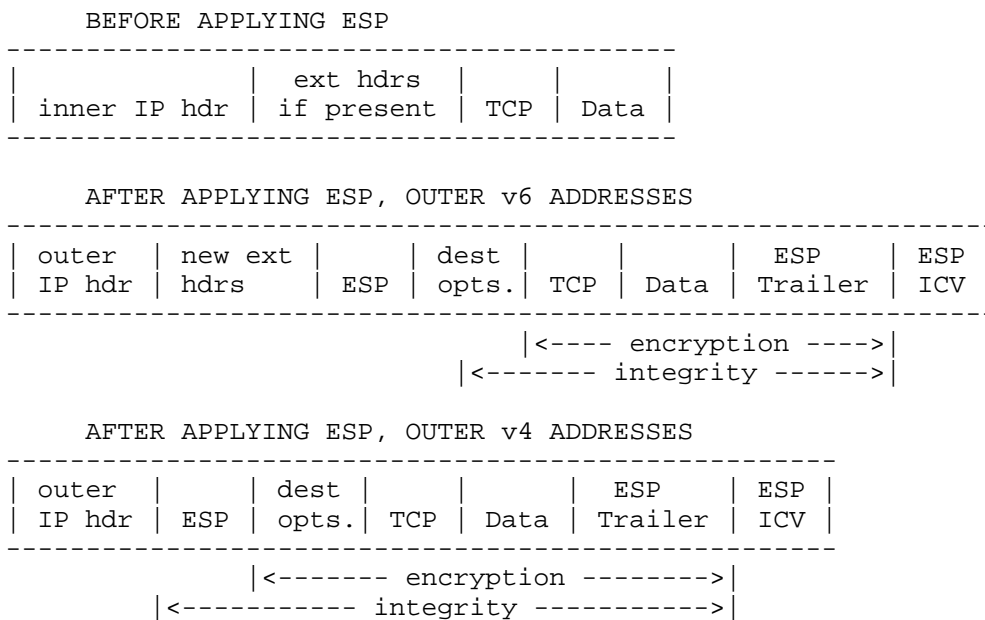 BEFORE APPLYING ESP
--------------------------------------------
| | ext hdrs | | |
| inner IP hdr | if present | TCP | Data |
--------------------------------------------
AFTER APPLYING ESP, OUTER v6 ADDRESSES
--------------------------------------------------------------
| outer | new ext | | dest | | | ESP | ESP
| IP hdr | hdrs | ESP | opts.| TCP | Data | Trailer | ICV
--------------------------------------------------------------
|<---- encryption ---->|
|<------- integrity ------>|
AFTER APPLYING ESP, OUTER v4 ADDRESSES
----------------------------------------------------
| outer | | dest | | | ESP | ESP |
| IP hdr | ESP | opts.| TCP | Data | Trailer | ICV |
----------------------------------------------------
|<------- encryption -------->|
|<----------- integrity ----------->|